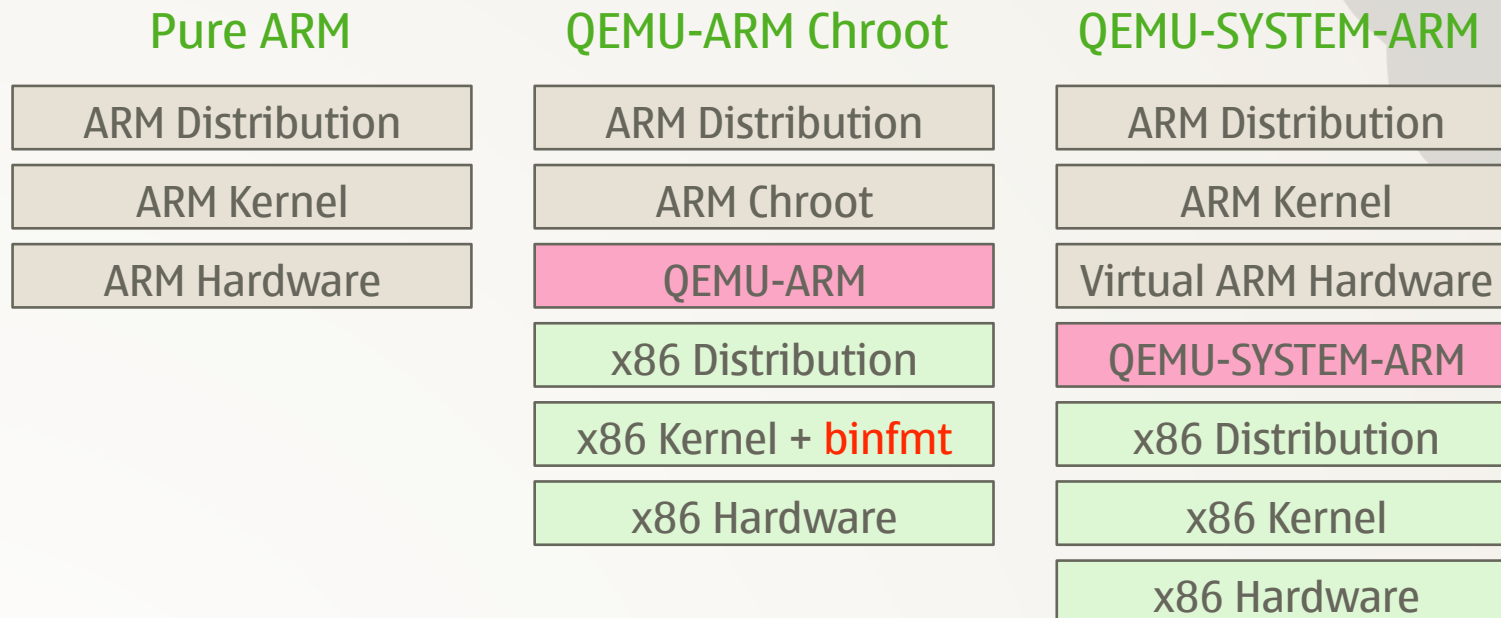 Pure ARM
ARM Distribution
ARM Kernel
ARM Hardware
QEMU-ARM Chroot
ARM Distribution
ARM Chroot
QEMU-ARM
x86 Distribution
x86 Kernel + binfmt
x86 Hardware
QEMU-SYSTEM-ARM
ARM Distribution
ARM Kernel
Virtual ARM Hardware
QEMU-SYSTEM-ARM
x86 Distribution
x86 Kernel
x86 Hardware